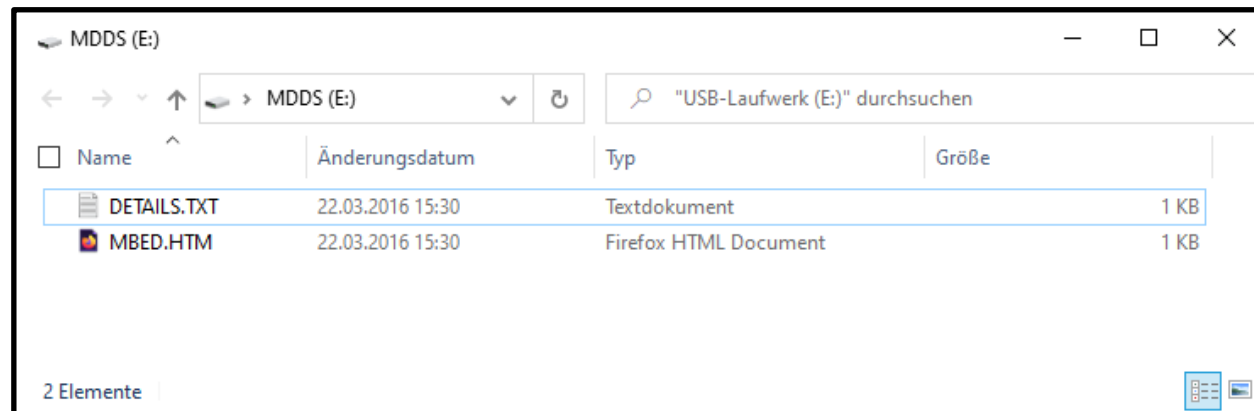 MDDS (E:)
MDDS (E:) "USB-Laufwerk (E:)" durchsuchen
Name Änderungsdatum Typ Größe
DETAILS.TXT 22.03.2016 15:30 Textdokument 1 KB
MBED.HTM 22.03.2016 15:30 Firefox HTML Document 1 KB
2 Elemente